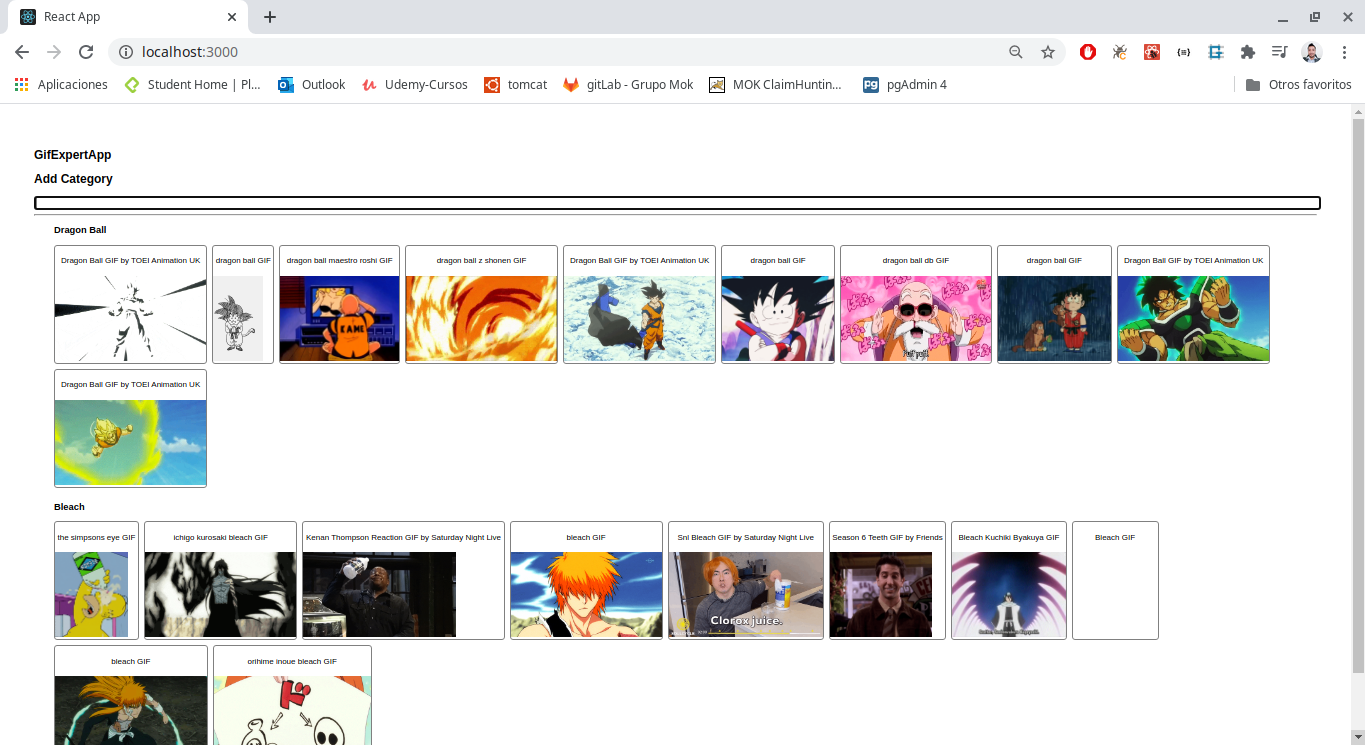 React App
localhost:3000
Aplicaciones
Student Home | Pl...
Outlook
Udemy-Cursos
tomcat
gitLab - Grupo Mok
MOK ClaimHuntin...
pgAdmin 4
Otros favoritos
GifExpertApp
Add Category
Dragon Ball
Dragon Ball GIF by TOEI Animation UK
dragon ball GIF
dragon ball maestro roshi GIF
dragon ball z shonen GIF
Dragon Ball GIF by TOEI Animation UK
dragon ball GIF
dragon ball db GIF
dragon ball GIF
Dragon Ball GIF by TOEI Animation UK
KAME
Dragon Ball GIF by TOEI Animation UK
Bleach
the simpsons eye GIF
ichigo kurosaki bleach GIF
Kenan Thompson Reaction GIF by Saturday Night Live
bleach GIF
Snl Bleach GIF by Saturday Night Live
Season 6 Teeth GIF by Friends
Bleach Kuchiki Byakuya GIF
Bleach GIF
Clorox juice.
bleach GIF
orihime inoue bleach GIF